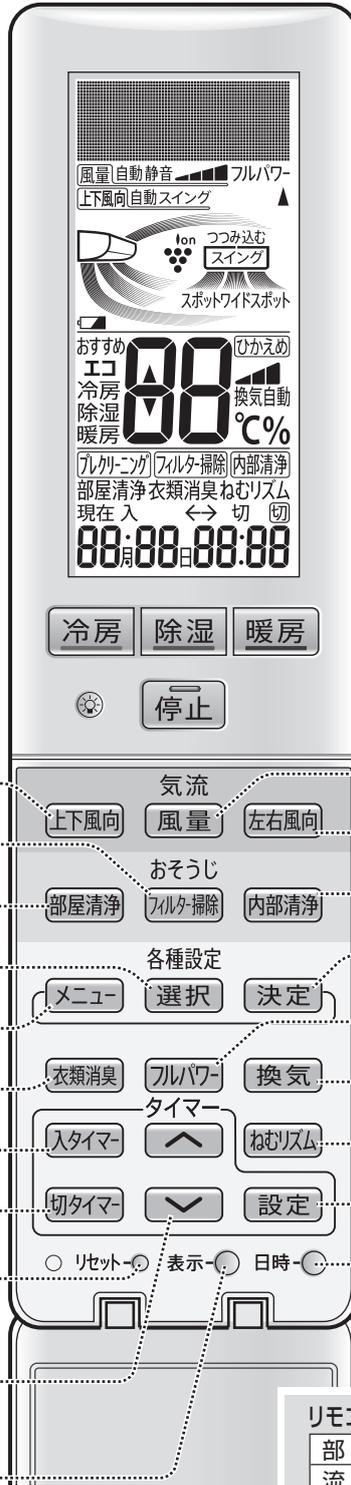 風量 自動 静音 フルパワー
上下風向 自動 スイング
Ion つつみ込む
スイング
スポットワイドスポット
おすすめ ひかえめ
エコ
冷房 88 換気自動
除湿 ℃%
暖房
プレクリーニング フィルター掃除 内部清浄
部屋清浄 衣類消臭 ねむリズム
現在 入 ←→ 切 切
88月88日88:88
冷房 除湿 暖房
停止
気流
上下風向 風量 左右風向
おそうじ
部屋清浄 フィルター掃除 内部清浄
各種設定
メニュー 選択 決定
衣類消臭 フルパワー 換気
タイマー
入タイマー ねむリズム
切タイマー 設定
リセット 表示 日時
リモコ
部
流